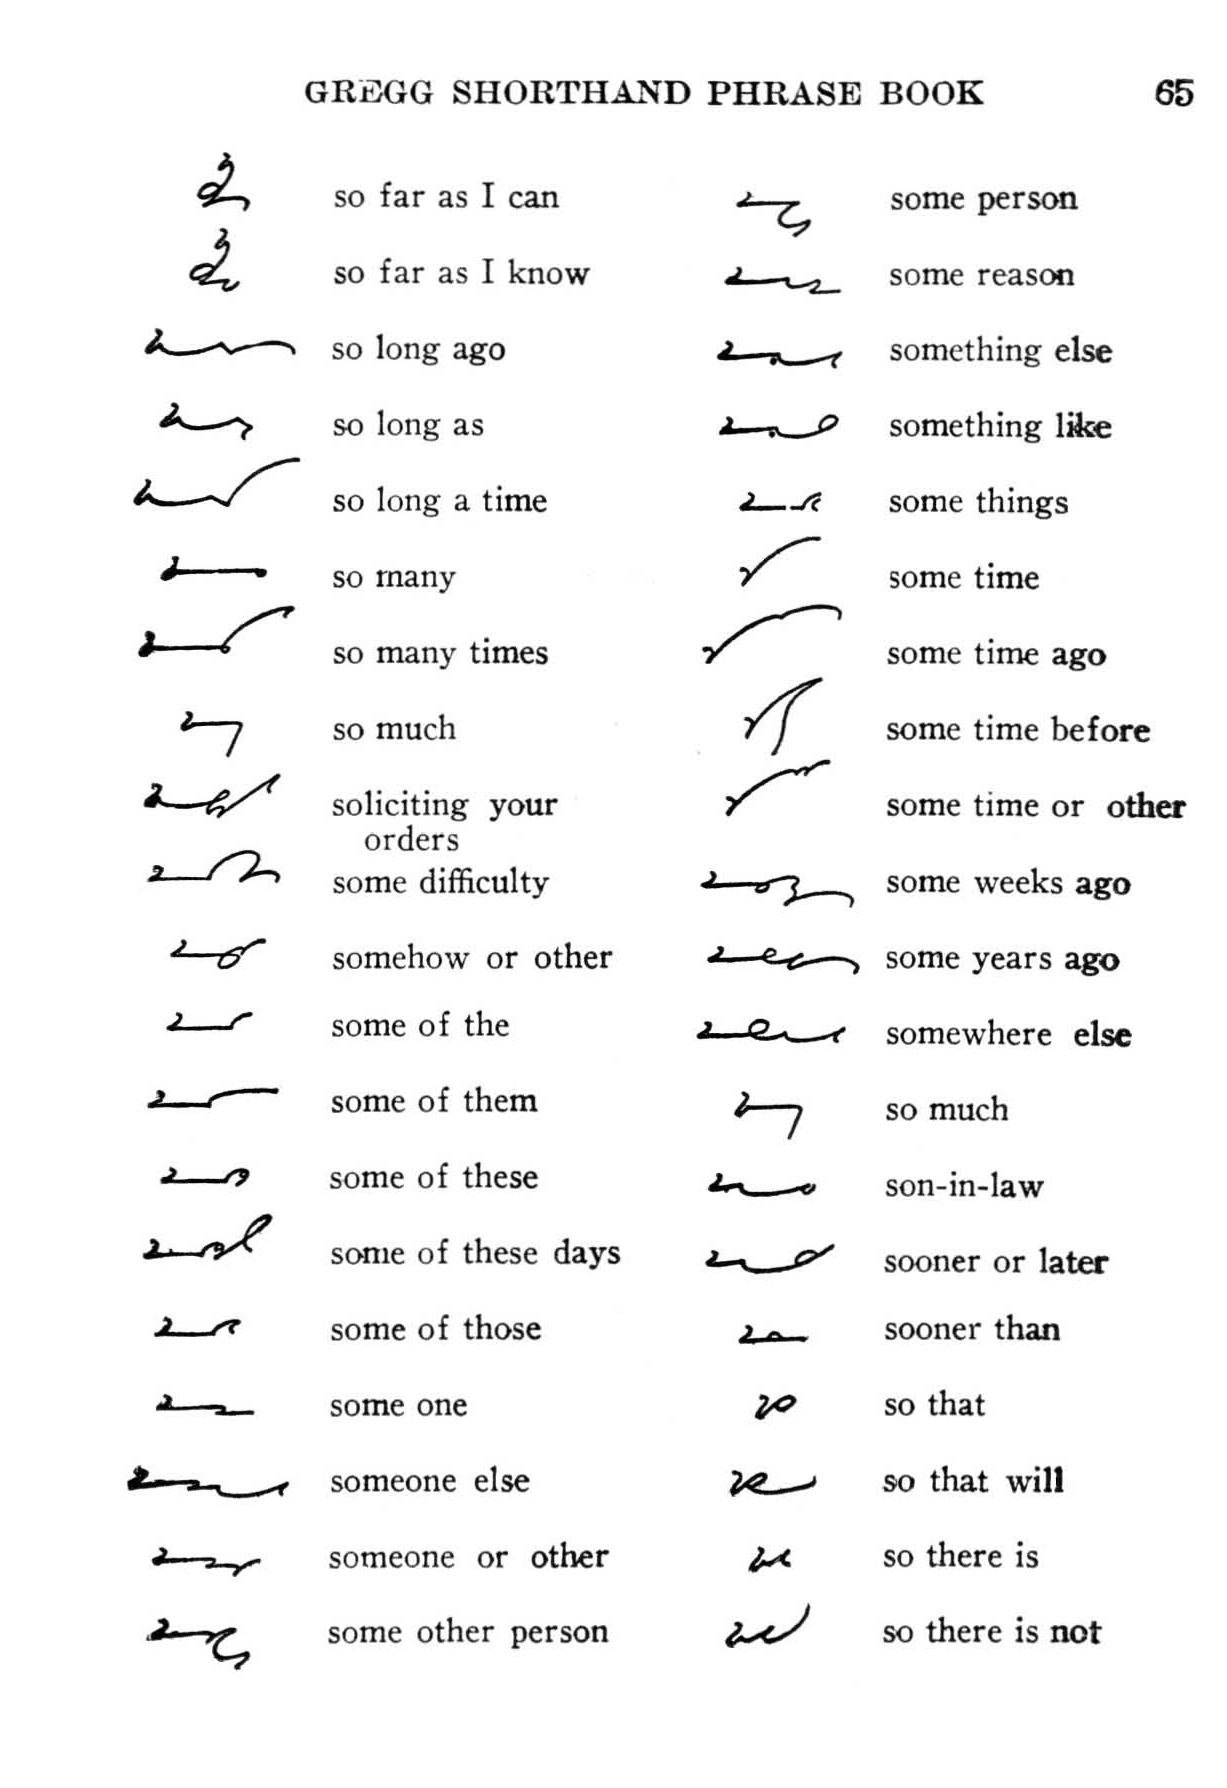 GREGG SHORTHAND PHRASE BOOK 65
so far as I can
so far as I know
so long ago
so long as
so long a time
so many
so many times
so much
soliciting your
orders
some difficulty
somehow or other
some of the
some of them
some of these
some of these days
some of those
some one
someone else
someone or other
some other person
some person
some reason
something else
something like
some things
some time
some time ago
some time before
some time or other
some weeks ago
some years ago
somewhere else
so much
son-in-law
sooner or later
sooner than
so that
so that will
so there is
so there is not